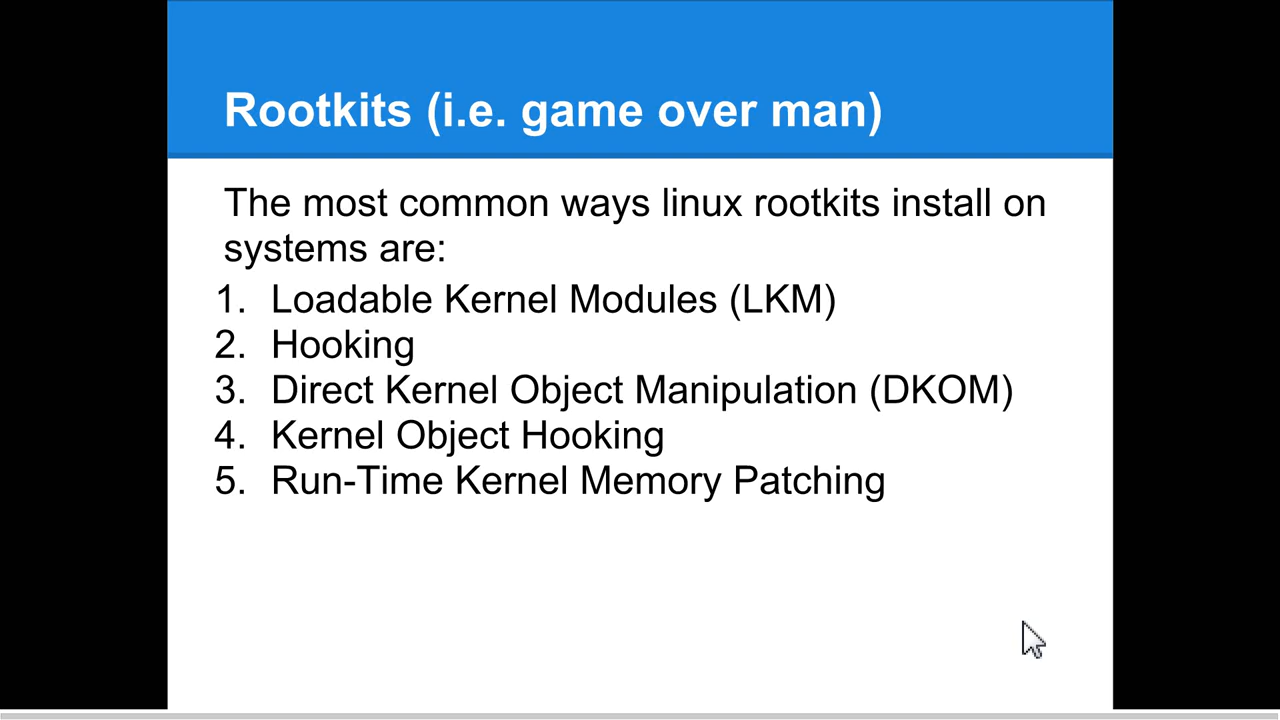 Rootkits (i.e. game over man)
The most common ways linux rootkits install on
systems are:
1. Loadable Kernel Modules (LKM)
2. Hooking
3. Direct Kernel Object Manipulation (DKOM)
4. Kernel Object Hooking
5. Run-Time Kernel Memory Patching